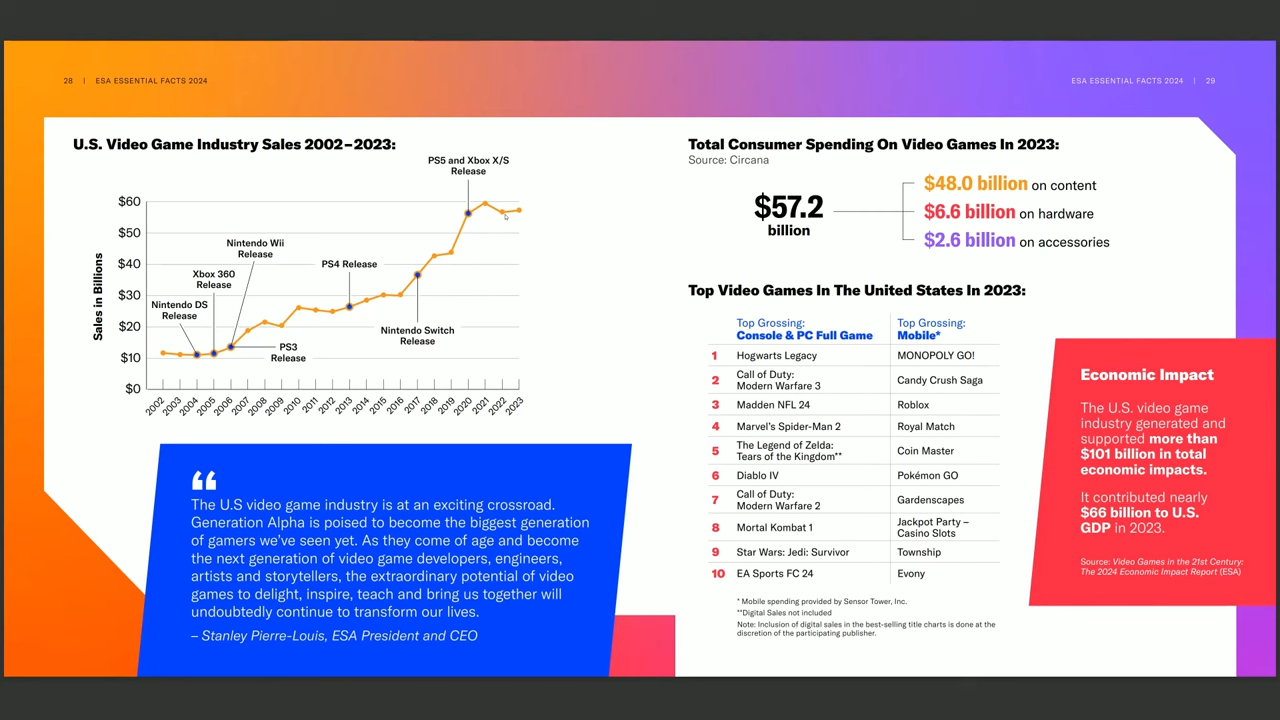 28 | ESA ESSENTIAL FACTS 2024
U.S. Video Game Industry Sales 2002–2023:
PS5 and Xbox X/S
Release
$60
$50
$40
$30
$20
$10
$0
Sales in Billions
Nintendo Wii
Release
Xbox 360
Release
Nintendo DS
Release
PS3
Release
PS4 Release
Nintendo Switch
Release
2002
2003
2004
2005
2006
2007
2008
2009
2010
2011
2012
2013
2014
2015
2016
2017
2018
2019
2020
2021
2022
2023
“
The U.S video game industry is at an exciting crossroad.
Generation Alpha is poised to become the biggest generation
of gamers we've seen yet. As they come of age and become
the next generation of video game developers, engineers,
artists and storytellers, the extraordinary potential of video
games to delight, inspire, teach and bring us together will
undoubtedly continue to transform our lives.
– Stanley Pierre-Louis, ESA President and CEO
ESA ESSENTIAL FACTS 2024 | 29
Total Consumer Spending On Video Games In 2023:
Source: Circana
$57.2
billion
$48.0 billion on content
$6.6 billion on hardware
$2.6 billion on accessories
Top Video Games In The United States In 2023:
Top Grossing:
Console & PC Full Game
Top Grossing:
Mobile*
1 Hogwarts Legacy MONOPOLY GO!
2 Call of Duty:
Modern Warfare 3 Candy Crush Saga
3 Madden NFL 24 Roblox
4 Marvel's Spider-Man 2 Royal Match
5 The Legend of Zelda:
Tears of the Kingdom** Coin Master
6 Diablo IV Pokémon GO
7 Call of Duty:
Modern Warfare 2 Gardenscapes
8 Mortal Kombat 1 Jackpot Party –
Casino Slots
9 Star Wars: Jedi: Survivor Township
10 EA Sports FC 24 Evony
* Mobile spending provided by Sensor Tower, Inc.
**Digital Sales not included
Note: Inclusion of digital sales in the best-selling title charts is done at the
discretion of the participating publisher.
Economic Impact
The U.S. video game
industry generated and
supported more than
$101 billion in total
economic impacts.
It contributed nearly
$66 billion to U.S.
GDP in 2023.
Source: Video Games in the 21st Century:
The 2024 Economic Impact Report (ESA)